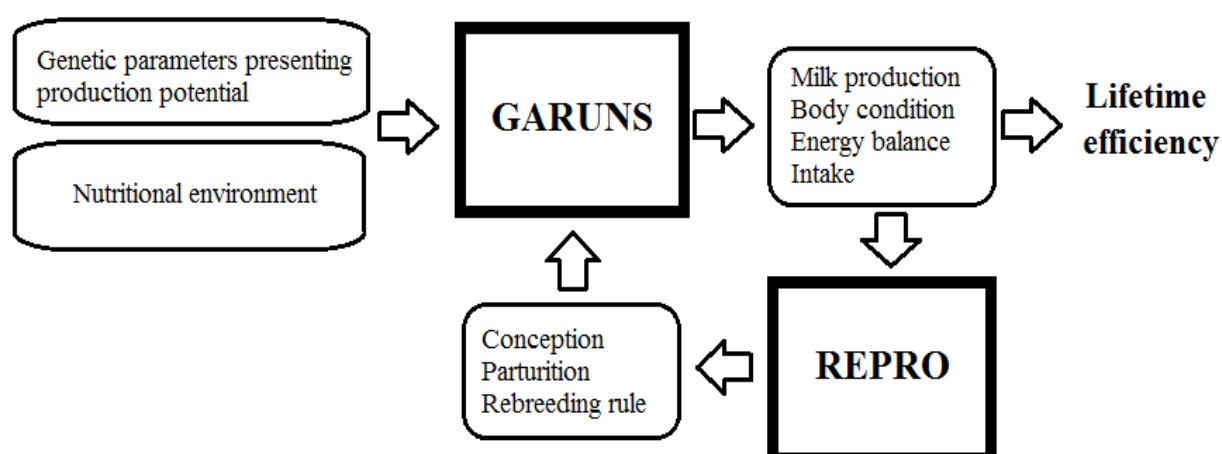 Genetic parameters presenting
production potential
Nutritional environment
GARUNS
Milk production
Body condition
Energy balance
Intake
Lifetime
efficiency
Conception
Parturition
Rebreeding rule
REPRO